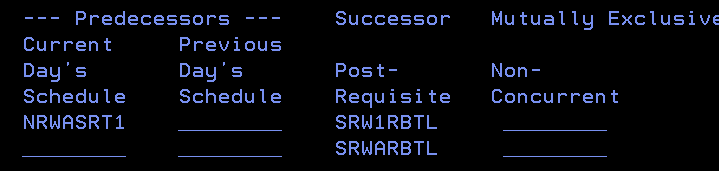 --- Predecessors --- Successor Mutually Exclusive
Current Previous
Day's Day's Post- Non-
Schedule Schedule Requisite Concurrent
NRWASRT1 ________ SRW1RBTL ________
________ ________ SRWARBTL ________